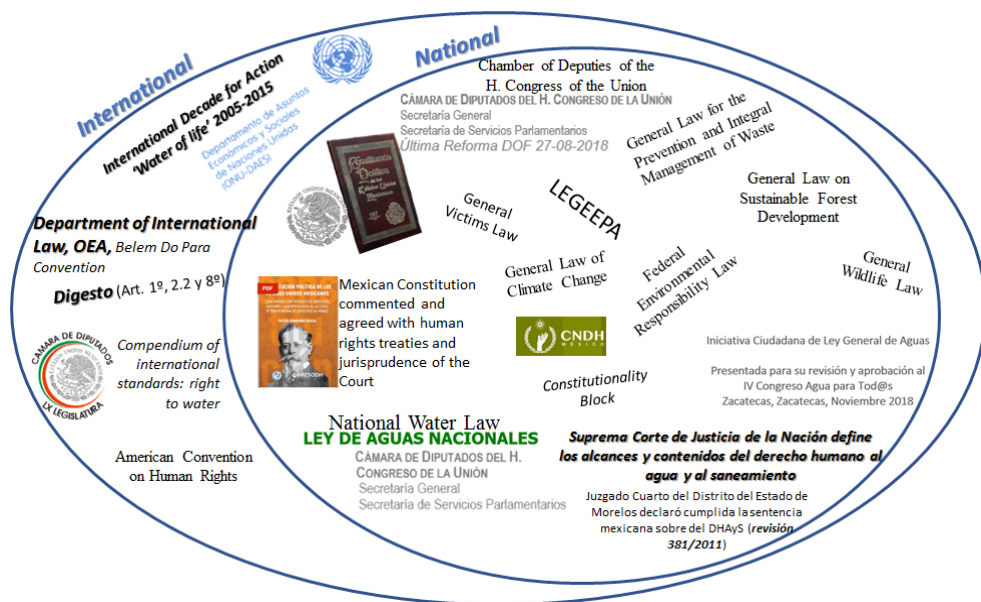 International
International Decade for Action
'Water of life' 2005-2015
Departamento de Asuntos
Económicos y Sociales
de Naciones Unidas
(ONU-DAES)
Department of International
Law, OEA, Belem Do Para
Convention
Digesto (Art. 1º, 2.2 y 8º)
CÁMARA DE DIPUTADOS
LX LEGISLATURA
Compendium of
international
standards: right
to water
American Convention
on Human Rights
National
Chamber of Deputies of the
H. Congress of the Union
CÁMARA DE DIPUTADOS DEL H. CONGRESO DE LA UNIÓN
Secretaría General
Secretaría de Servicios Parlamentarios
Última Reforma DOF 27-08-2018
General Law for the
Prevention and Integral
Management of Waste
General Law on
Sustainable Forest
Development
Constitución
Política
General
Victims Law
LEGEEPA
General Law of
Climate Change
Federal
Environmental
Responsibility Law
General
Wildlife Law
PDF
Mexican Constitution
commented and
agreed with human
rights treaties and
jurisprudence of the
Court
CNDH
MÉXICO
Constitutionality
Block
Iniciativa Ciudadana de Ley General de Aguas
Presentada para su revisión y aprobación al
IV Congreso Agua para Tod@s
Zacatecas, Zacatecas, Noviembre 2018
National Water Law
LEY DE AGUAS NACIONALES
CÁMARA DE DIPUTADOS DEL H.
CONGRESO DE LA UNIÓN
Secretaría General
Secretaría de Servicios Parlamentarios
Suprema Corte de Justicia de la Nación define
los alcances y contenidos del derecho humano al
agua y al saneamiento
Juzgado Cuarto del Distrito del Estado de
Morelos declaró cumplida la sentencia
mexicana sobre del DHAyS (revisión
381/2011)